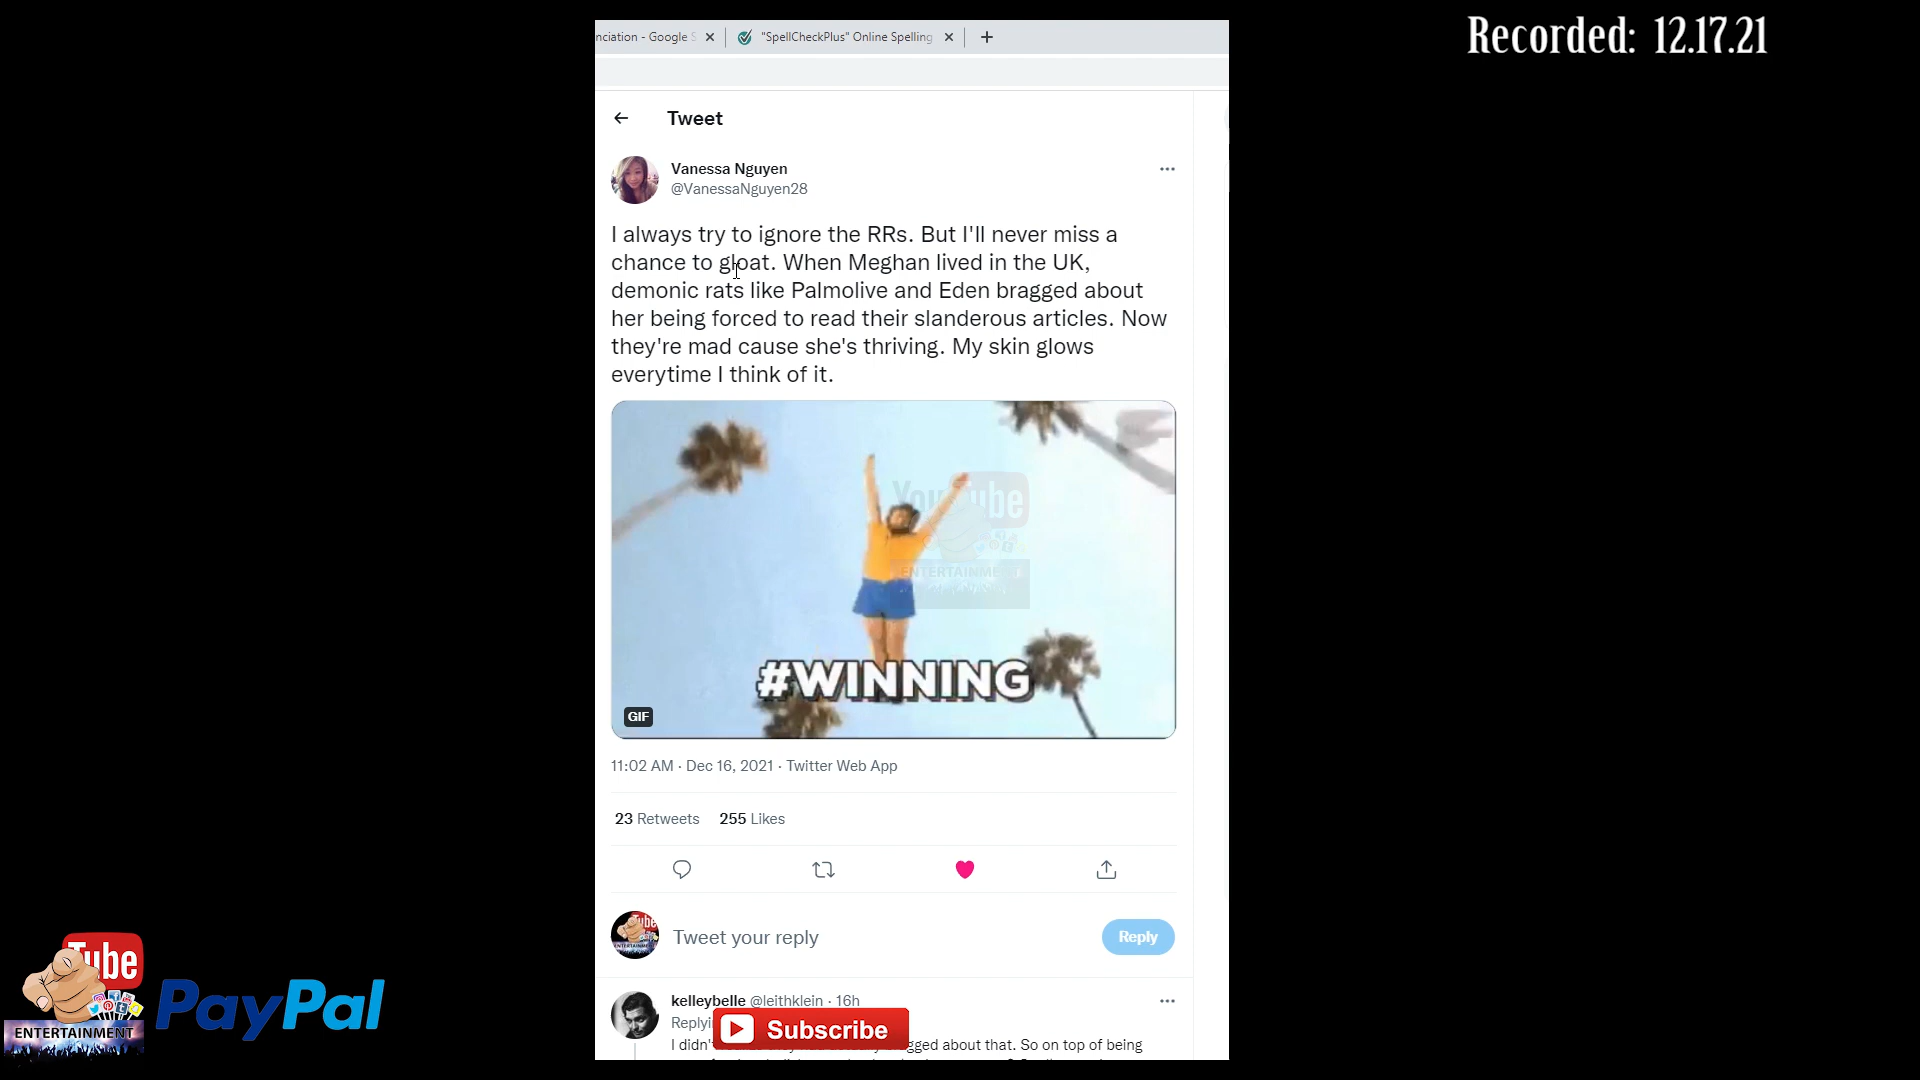 Recorded: 12.17.21
nciation - Google S
"SpellCheckPlus" Online Spelling
Tweet
Vanessa Nguyen
@VanessaNguyen28
I always try to ignore the RRs. But I'll never miss a
chance to gloat. When Meghan lived in the UK,
demonic rats like Palmolive and Eden bragged about
her being forced to read their slanderous articles. Now
they're mad cause she's thriving. My skin glows
everytime I think of it.
YouTube
ENTERTAINMENT
#WINNING
GIF
11:02 AM · Dec 16, 2021 · Twitter Web App
23 Retweets 255 Likes
Tweet your reply
Reply
kelleybelle @leithklein · 16h
Replyi
Subscribe
I didn'
gged about that. So on top of being
Tube
ENTERTAINMENT
PayPal